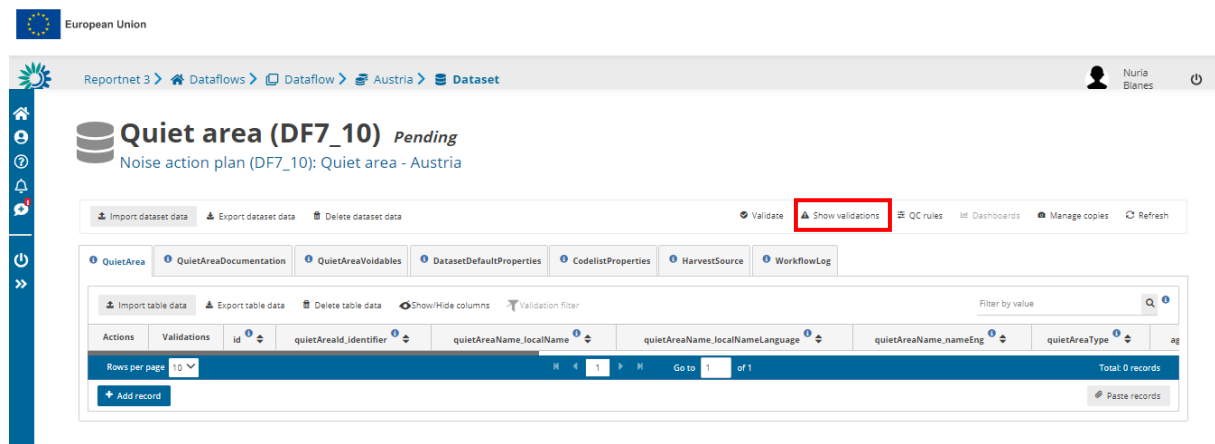 European Union
Reportnet 3 Dataflows Dataflow Austria Dataset
Nuria
Blanes
Quiet area (DF7_10) Pending
Noise action plan (DF7_10): Quiet area - Austria
Import dataset data Export dataset data Delete dataset data Validate Show validations QC rules Dashboards Manage copies Refresh
QuietArea QuietAreaDocumentation QuietAreaVoidables DatasetDefaultProperties CodelistProperties HarvestSource WorkflowLog
Import table data Export table data Delete table data Show/Hide columns Validation filter Filter by value
Actions Validations id quietAreaId_identifier quietAreaName_localName quietAreaName_localNameLanguage quietAreaName_nameEng quietAreaType ag
Rows per page 10 1 Go to 1 of 1 Total: 0 records
Add record Paste records